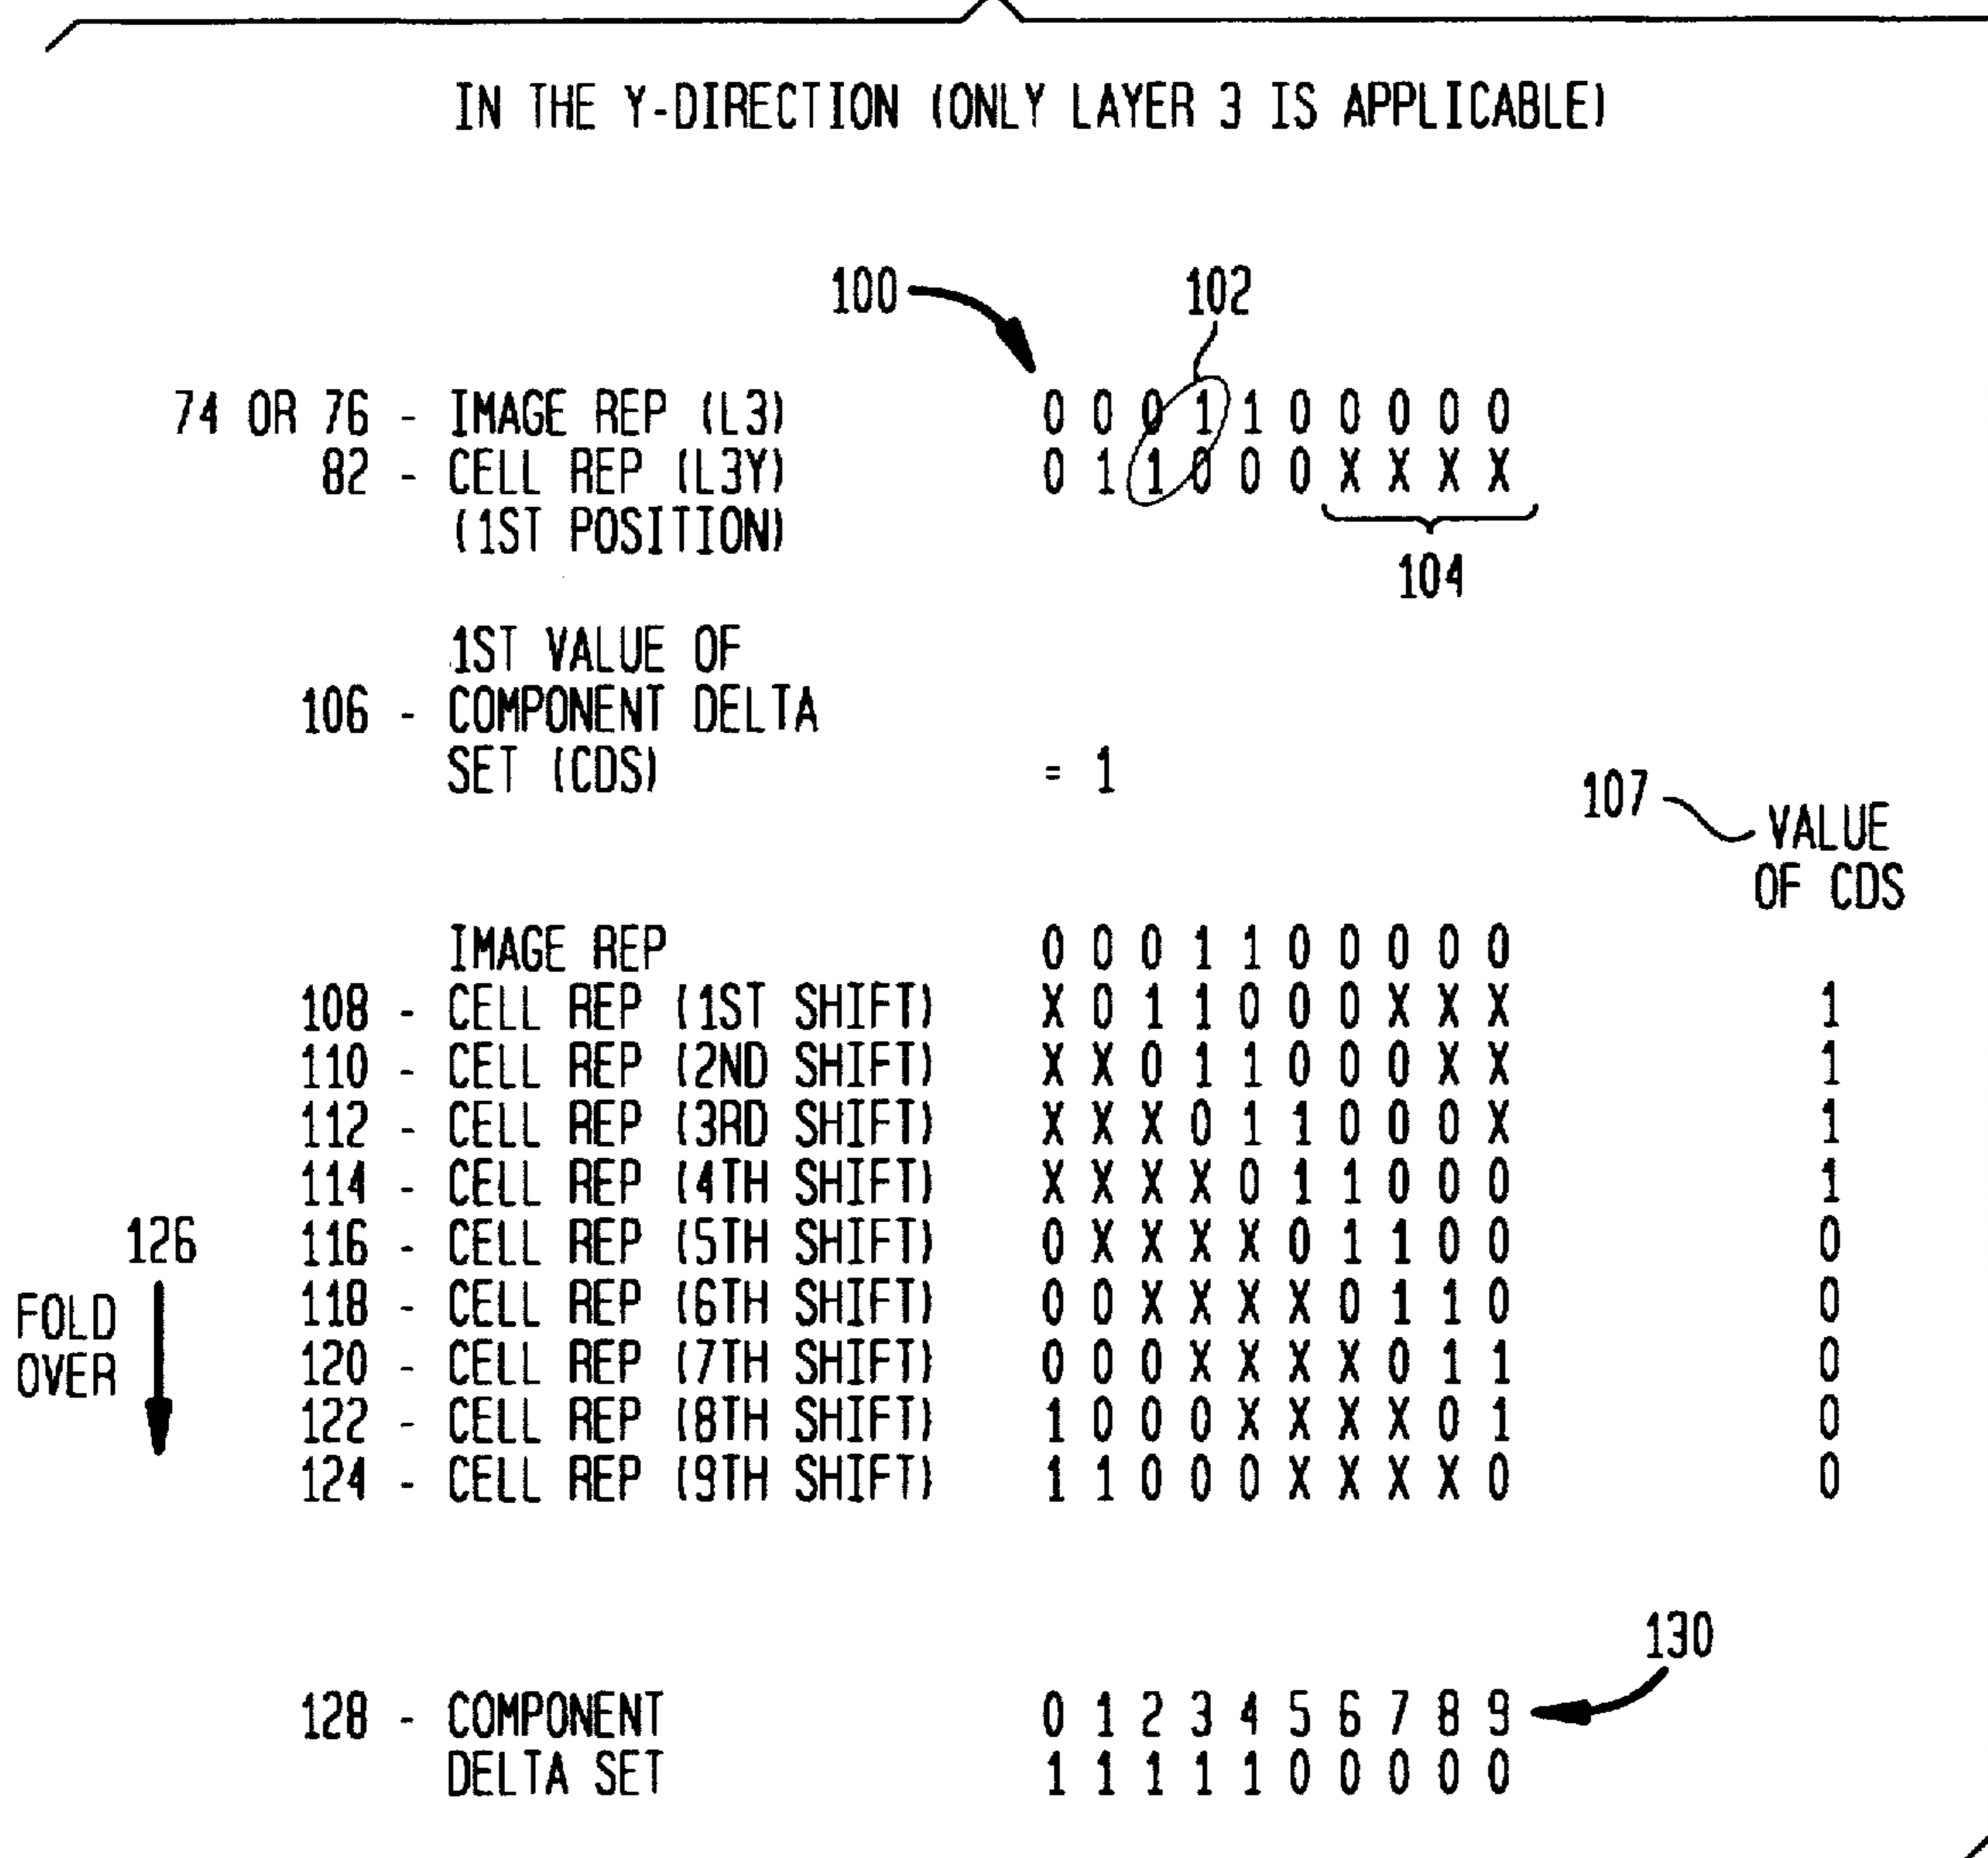 IN THE Y-DIRECTION (ONLY LAYER 3 IS APPLICABLE)
100 102
74 OR 76 - IMAGE REP (L3) 0 0 0 1 1 0 0 0 0 0
82 - CELL REP (L3Y) 0 1 1 0 0 0 X X X X
(1ST POSITION)
104
1ST VALUE OF
106 - COMPONENT DELTA
SET (CDS) = 1
107 VALUE
OF CDS
IMAGE REP 0 0 0 1 1 0 0 0 0 0
108 - CELL REP (1ST SHIFT) X 0 1 1 0 0 0 X X X 1
110 - CELL REP (2ND SHIFT) X X 0 1 1 0 0 0 X X 1
112 - CELL REP (3RD SHIFT) X X X 0 1 1 0 0 0 X 1
114 - CELL REP (4TH SHIFT) X X X X 0 1 1 0 0 0 1
116 - CELL REP (5TH SHIFT) 0 X X X X 0 1 1 0 0 0
118 - CELL REP (6TH SHIFT) 0 0 X X X X 0 1 1 0 0
120 - CELL REP (7TH SHIFT) 0 0 0 X X X X 0 1 1 0
122 - CELL REP (8TH SHIFT) 1 0 0 0 X X X X 0 1 0
124 - CELL REP (9TH SHIFT) 1 1 0 0 0 X X X X 0 0
126
FOLD
OVER
130
128 - COMPONENT 0 1 2 3 4 5 6 7 8 9
DELTA SET 1 1 1 1 1 0 0 0 0 0